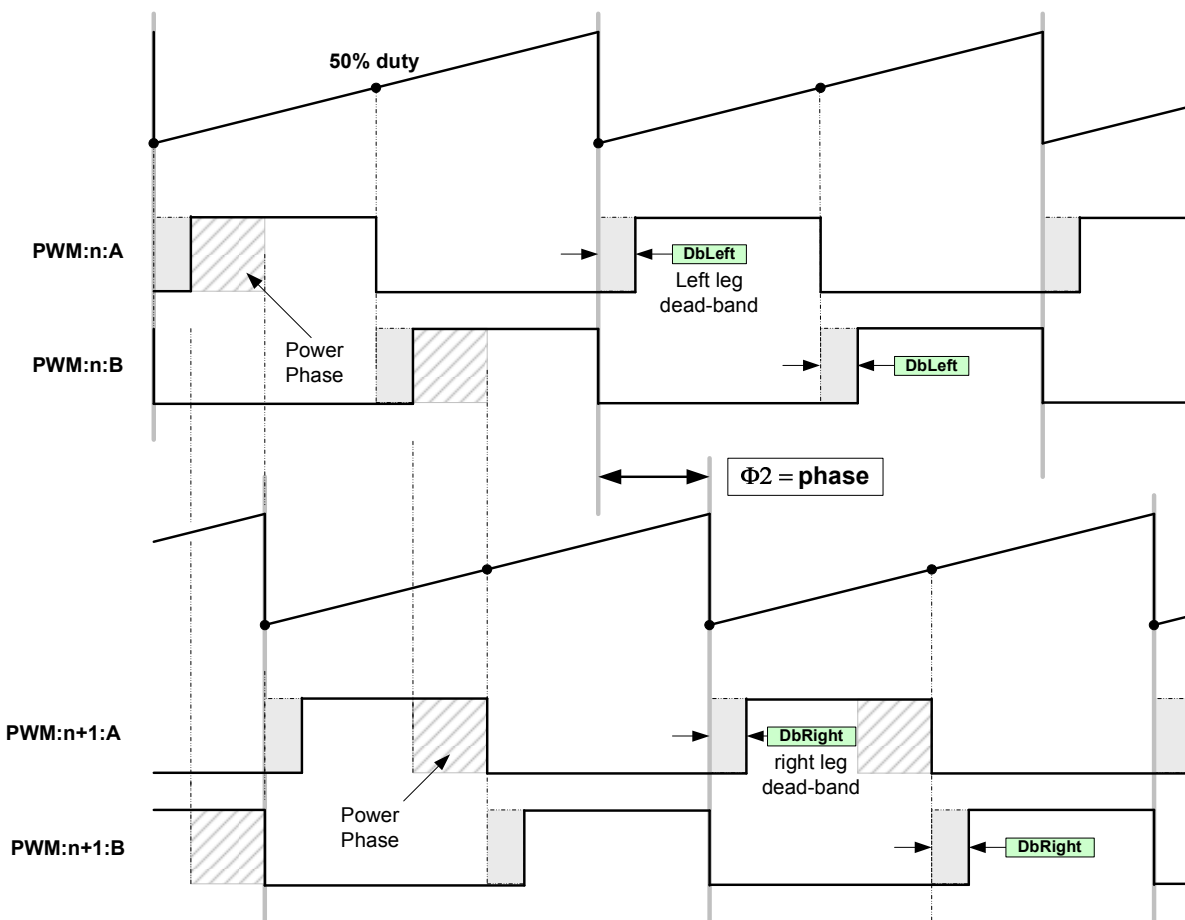 50% duty
PWM:n:A
DbLeft
Left leg
dead-band
Power
Phase
PWM:n:B
DbLeft
Φ2 = phase
PWM:n+1:A
DbRight
right leg
dead-band
Power
Phase
PWM:n+1:B
DbRight